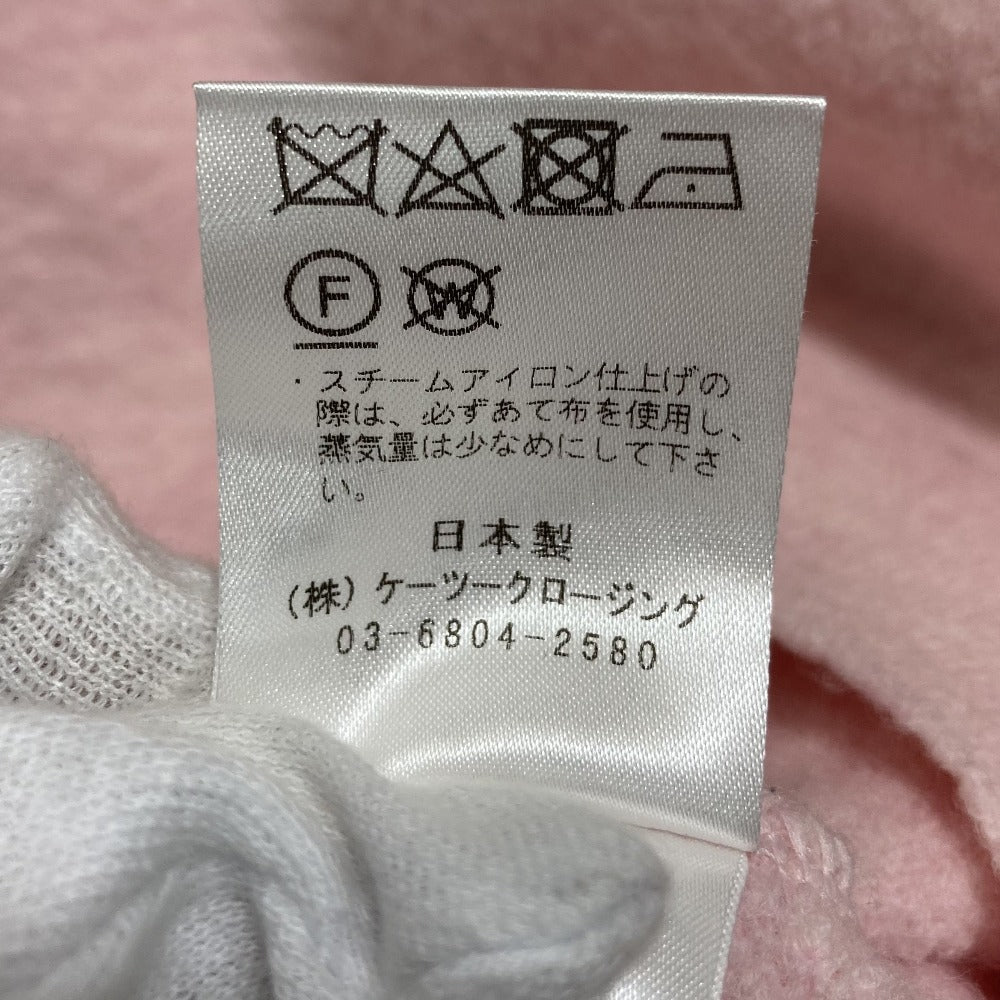 F W
・スチームアイロン仕上げの
際は、必ずあて布を使用し、
蒸気量は少なめにして下さ
い。
日本製
(株)ケーツークロージング
03-6804-2580